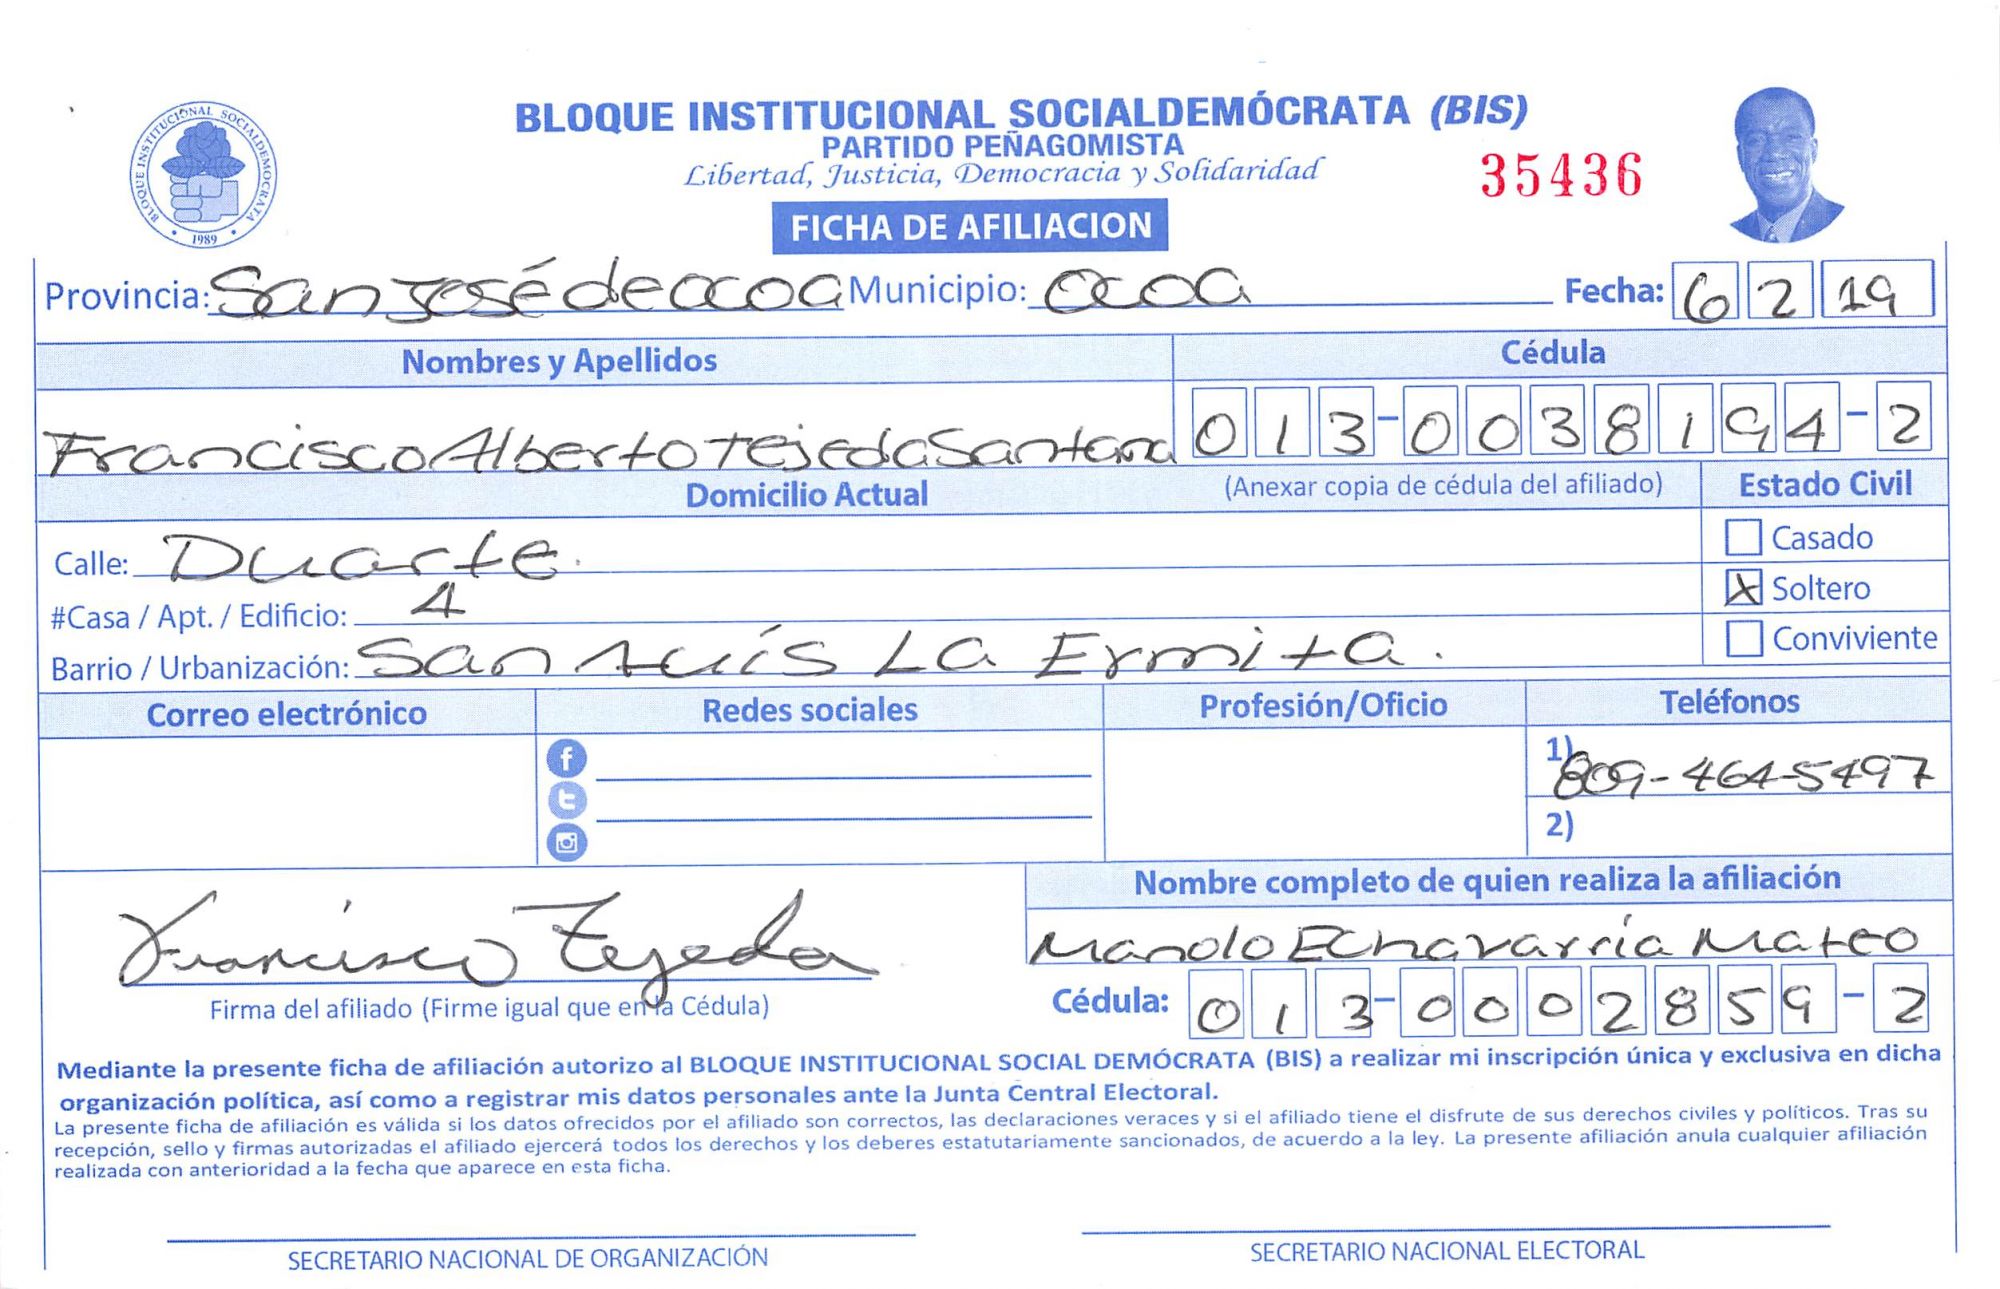 BLOQUE INSTITUCIONAL SOCIALDEMOCRATA
1989
BLOQUE INSTITUCIONAL SOCIALDEMÓCRATA (BIS)
PARTIDO PEÑAGOMISTA
Libertad, Justicia, Democracia y Solidaridad
35436
FICHA DE AFILIACION
Provincia: San José de ocoa Municipio: Ocoa Fecha: 6 2 19
Nombres y Apellidos Cédula
Francisco Alberto Tejeda Santana 013-0038194-2
Domicilio Actual (Anexar copia de cédula del afiliado) Estado Civil
Calle: Duarte. Casado
#Casa / Apt. / Edificio: 4 X Soltero
Barrio / Urbanización: San Luís La Ermita. Conviviente
Correo electrónico Redes sociales Profesión/Oficio Teléfonos
1) 809-464-5497
2)
Nombre completo de quien realiza la afiliación
Francisco Tejeda Manolo Echavarría Mateo
Firma del afiliado (Firme igual que en la Cédula) Cédula: 013-0002859-2
Mediante la presente ficha de afiliación autorizo al BLOQUE INSTITUCIONAL SOCIAL DEMÓCRATA (BIS) a realizar mi inscripción única y exclusiva en dicha
organización política, así como a registrar mis datos personales ante la Junta Central Electoral.
La presente ficha de afiliación es válida si los datos ofrecidos por el afiliado son correctos, las declaraciones veraces y si el afiliado tiene el disfrute de sus derechos civiles y políticos. Tras su
recepción, sello y firmas autorizadas el afiliado ejercerá todos los derechos y los deberes estatutariamente sancionados, de acuerdo a la ley. La presente afiliación anula cualquier afiliación
realizada con anterioridad a la fecha que aparece en esta ficha.
SECRETARIO NACIONAL DE ORGANIZACIÓN SECRETARIO NACIONAL ELECTORAL